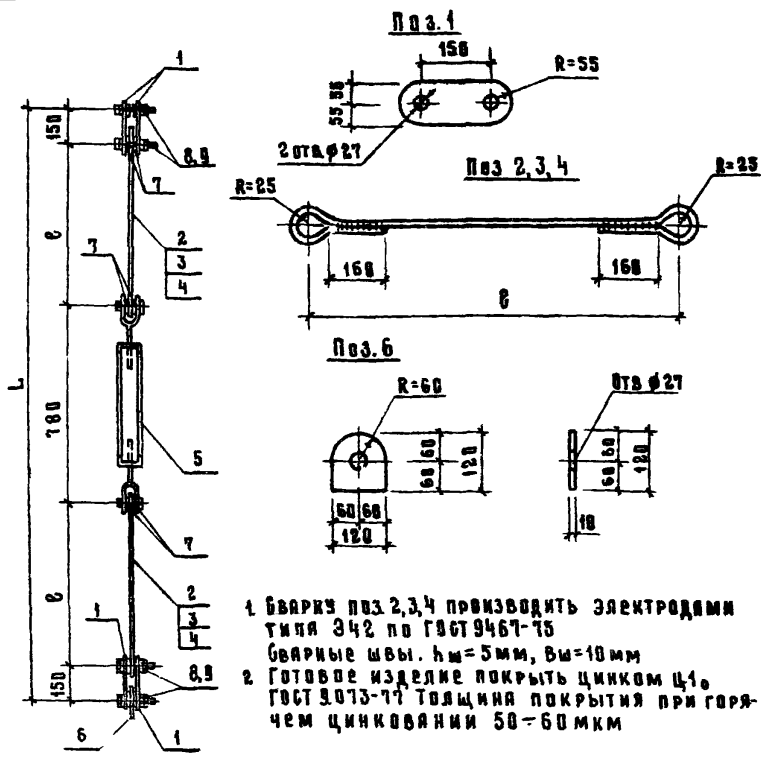 Поз.1
150
R=55
55 55
2 отв. ф27
1
150
8,9
7
ℓ
2
3
4
7
L
780
5
7
ℓ
2
3
4
1
8,9
150
6
1
Поз 2,3,4
R=25
R=25
160
160
ℓ
Поз.6
R=60
60 60
120
60 60
120
Отв ф27
60 60
120
10
1. Сварку поз. 2,3,4 производить электродами
типа Э42 по ГОСТ 9467-75
Сварные швы. hш=5мм, Вш=10мм
2 Готовое изделие покрыть цинком
ГОСТ 9.073-77 Толщина покрытия при горя-
чем цинковании 50-60 мкм